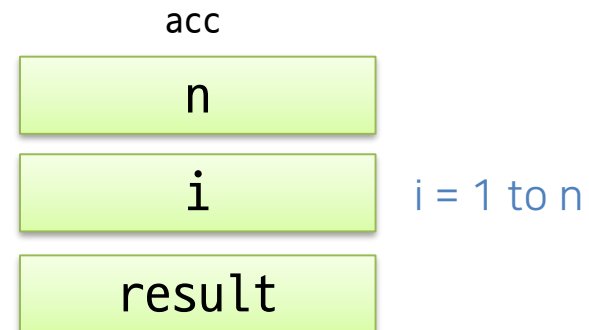 acc
n
i
i = 1 to n
result